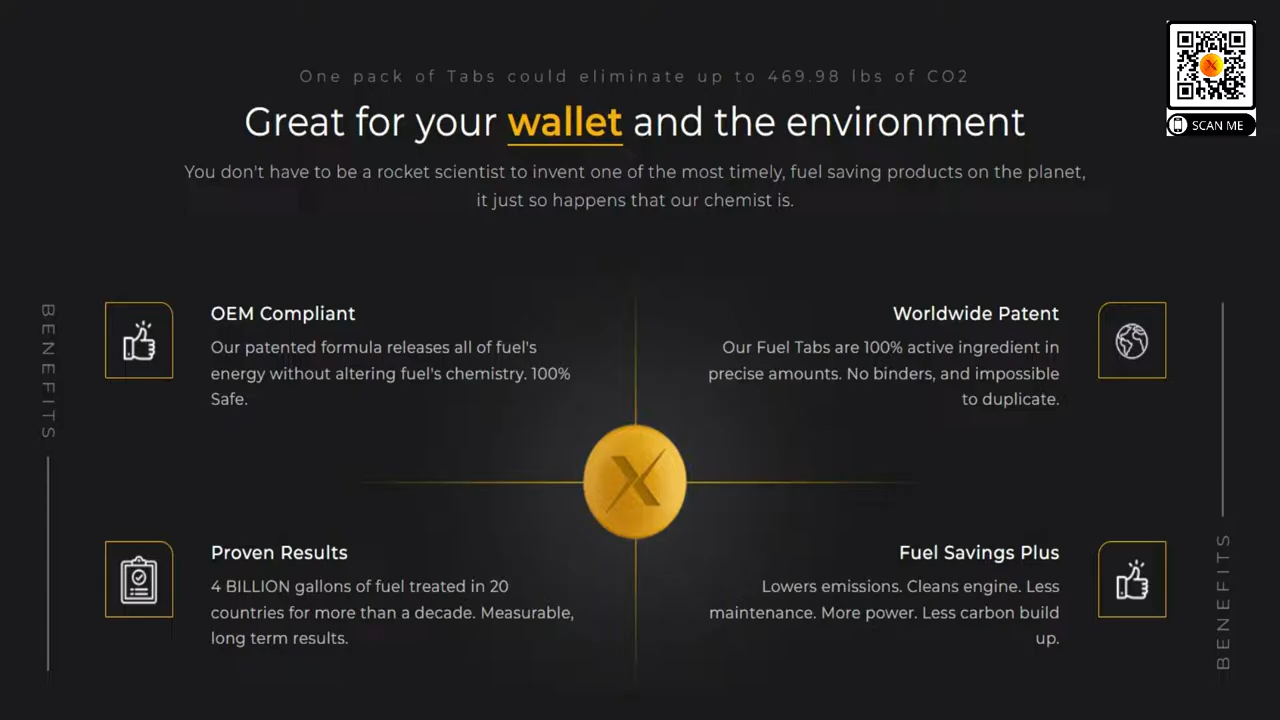 SCAN ME
One pack of Tabs could eliminate up to 469.98 lbs of CO2
Great for your wallet and the environment
You don't have to be a rocket scientist to invent one of the most timely, fuel saving products on the planet,
it just so happens that our chemist is.
BENEFITS
OEM Compliant
Our patented formula releases all of fuel's
energy without altering fuel's chemistry. 100%
Safe.
Worldwide Patent
Our Fuel Tabs are 100% active ingredient in
precise amounts. No binders, and impossible
to duplicate.
X
Proven Results
4 BILLION gallons of fuel treated in 20
countries for more than a decade. Measurable,
long term results.
Fuel Savings Plus
Lowers emissions. Cleans engine. Less
maintenance. More power. Less carbon build
up.
BENEFITS